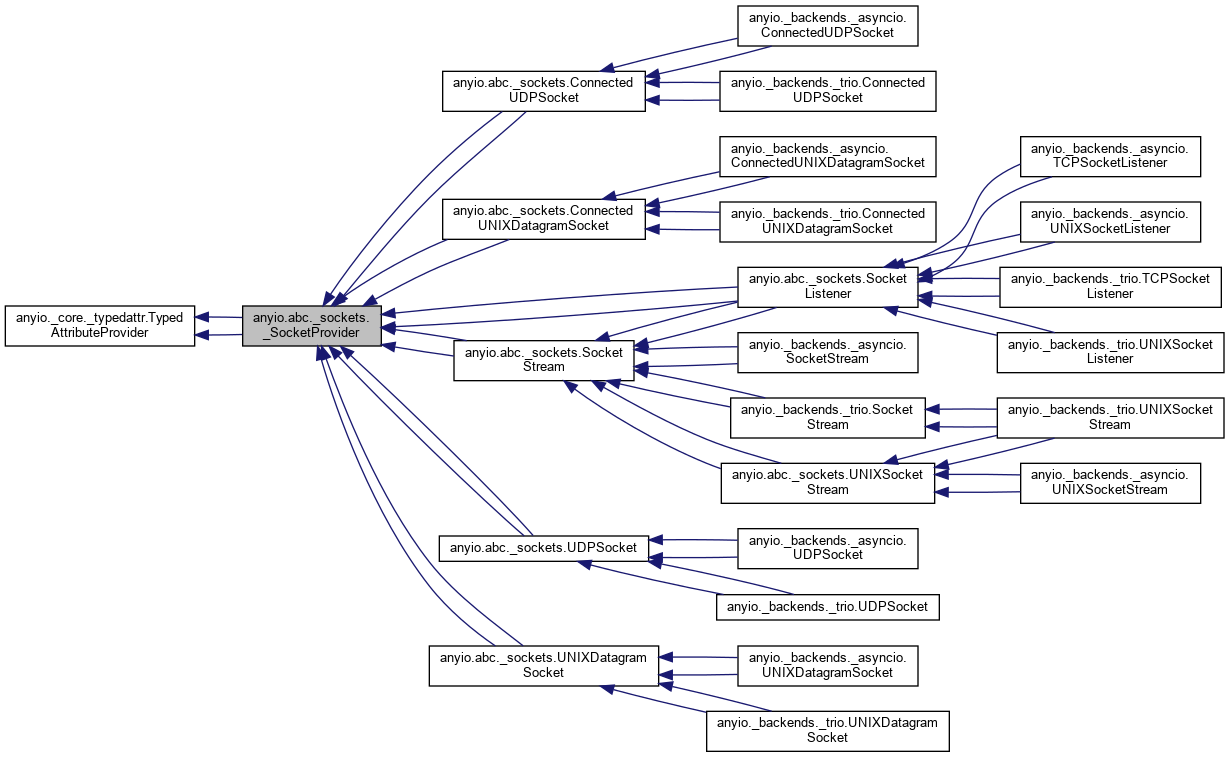 anyio._core._typedattr.Typed
AttributeProvider
anyio.abc._sockets.
_SocketProvider
anyio.abc._sockets.Connected
UDPSocket
anyio._backends._asyncio.
ConnectedUDPSocket
anyio._backends._trio.Connected
UDPSocket
anyio.abc._sockets.Connected
UNIXDatagramSocket
anyio._backends._asyncio.
ConnectedUNIXDatagramSocket
anyio._backends._trio.Connected
UNIXDatagramSocket
anyio.abc._sockets.Socket
Listener
anyio._backends._asyncio.
TCPSocketListener
anyio._backends._asyncio.
UNIXSocketListener
anyio._backends._trio.TCPSocket
Listener
anyio._backends._trio.UNIXSocket
Listener
anyio.abc._sockets.Socket
Stream
anyio._backends._asyncio.
SocketStream
anyio._backends._trio.Socket
Stream
anyio.abc._sockets.UNIXSocket
Stream
anyio._backends._trio.UNIXSocket
Stream
anyio._backends._asyncio.
UNIXSocketStream
anyio.abc._sockets.UDPSocket
anyio._backends._asyncio.
UDPSocket
anyio._backends._trio.UDPSocket
anyio.abc._sockets.UNIXDatagram
Socket
anyio._backends._asyncio.
UNIXDatagramSocket
anyio._backends._trio.UNIXDatagram
Socket